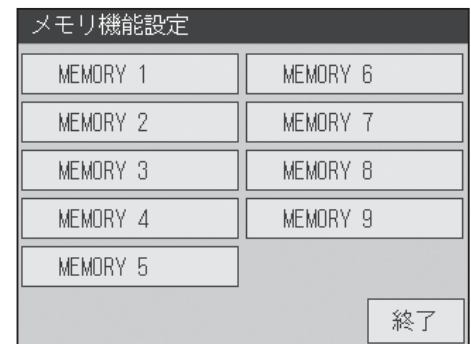 メモリ機能設定
MEMORY 1
MEMORY 2
MEMORY 3
MEMORY 4
MEMORY 5
MEMORY 6
MEMORY 7
MEMORY 8
MEMORY 9
終了